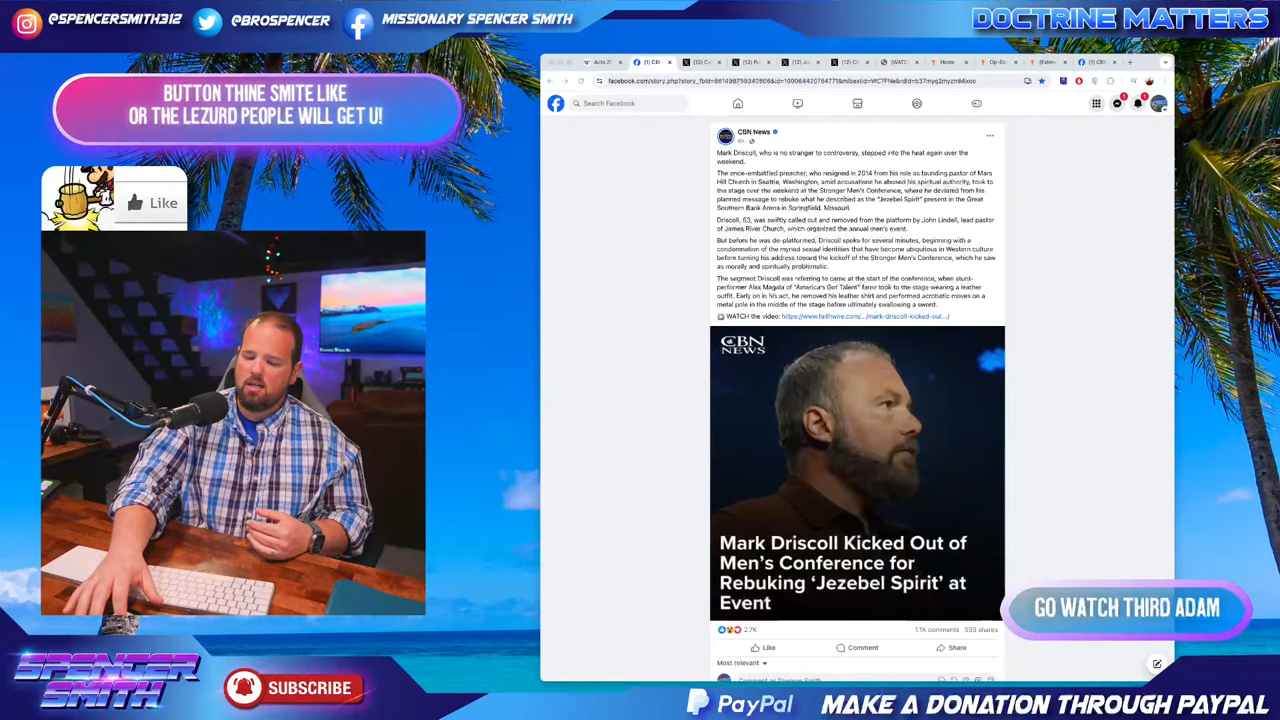 @SPENCERSMITH312
@BROSPENCER
MISSIONARY SPENCER SMITH
DOCTRINE MATTERS
BUTTON THINE SMITE LIKE
OR THE LEZURD PEOPLE WILL GET U!
Like
Search Facebook
CBN News
8h
Mark Driscoll, who is no stranger to controversy, stepped into the heat again over the
weekend.
The once-embattled preacher, who resigned in 2014 from his role as founding pastor of Mars
Hill Church in Seattle, Washington, amid accusations he abused his spiritual authority, took to
the stage over the weekend at the Stronger Men's Conference, where he deviated from his
planned message to rebuke what he described as the "Jezebel Spirit" present in the Great
Southern Bank Arena in Springfield, Missouri.
Driscoll, 53, was swiftly called out and removed from the platform by John Lindell, lead pastor
of James River Church, which organized the annual men's event.
But before he was de-platformed, Driscoll spoke for several minutes, beginning with a
condemnation of the myriad sexual identities that have become ubiquitous in Western culture
before turning his address toward the kickoff of the Stronger Men's Conference, which he saw
as morally and spiritually problematic.
The segment Driscoll was referring to came at the start of the conference, when stunt-
performer Alex Magala of "America's Got Talent" fame took to the stage wearing a leather
outfit. Early on in his act, he removed his leather shirt and performed acrobatic moves on a
metal pole in the middle of the stage before ultimately swallowing a sword.
WATCH the video: https://www.faithwire.com/.../mark-driscoll-kicked-out.../
CBN
NEWS
Mark Driscoll Kicked Out of
Men's Conference for
Rebuking 'Jezebel Spirit' at
Event
2.7K
1.1K comments 593 shares
Like
Comment
Share
Most relevant
GO WATCH THIRD ADAM
SPENCER
SMITH
SUBSCRIBE
PayPal
MAKE A DONATION THROUGH PAYPAL